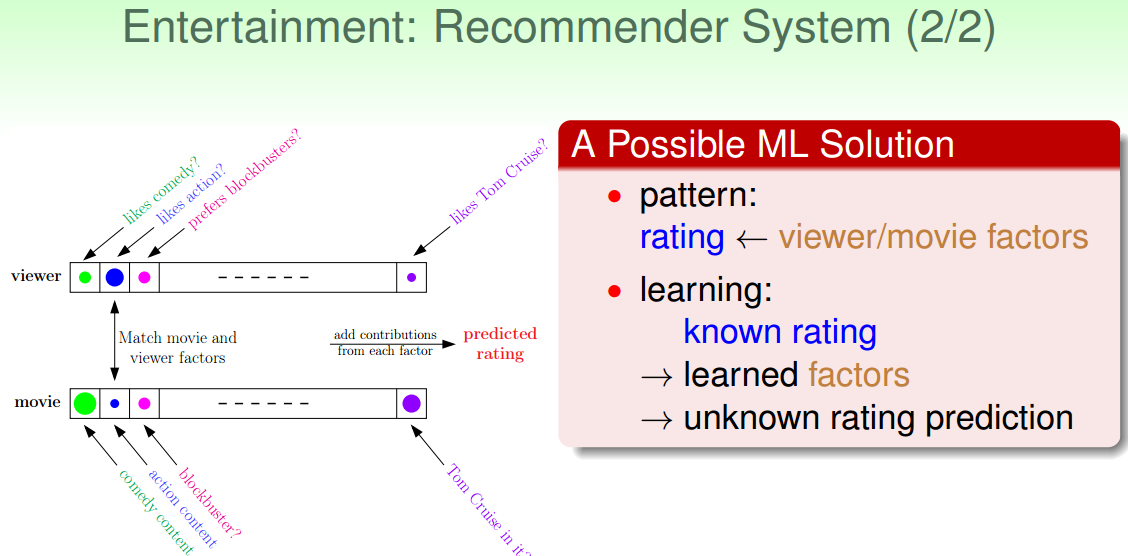 Entertainment: Recommender System (2/2)
likes comedy?
likes action?
prefers blockbusters?
likes Tom Cruise?
viewer
Match movie and
viewer factors
add contributions
from each factor
predicted
rating
movie
comedy content
action content
blockbuster?
Tom Cruise in it?
A Possible ML Solution
• pattern:
rating ← viewer/movie factors
• learning:
known rating
→ learned factors
→ unknown rating prediction